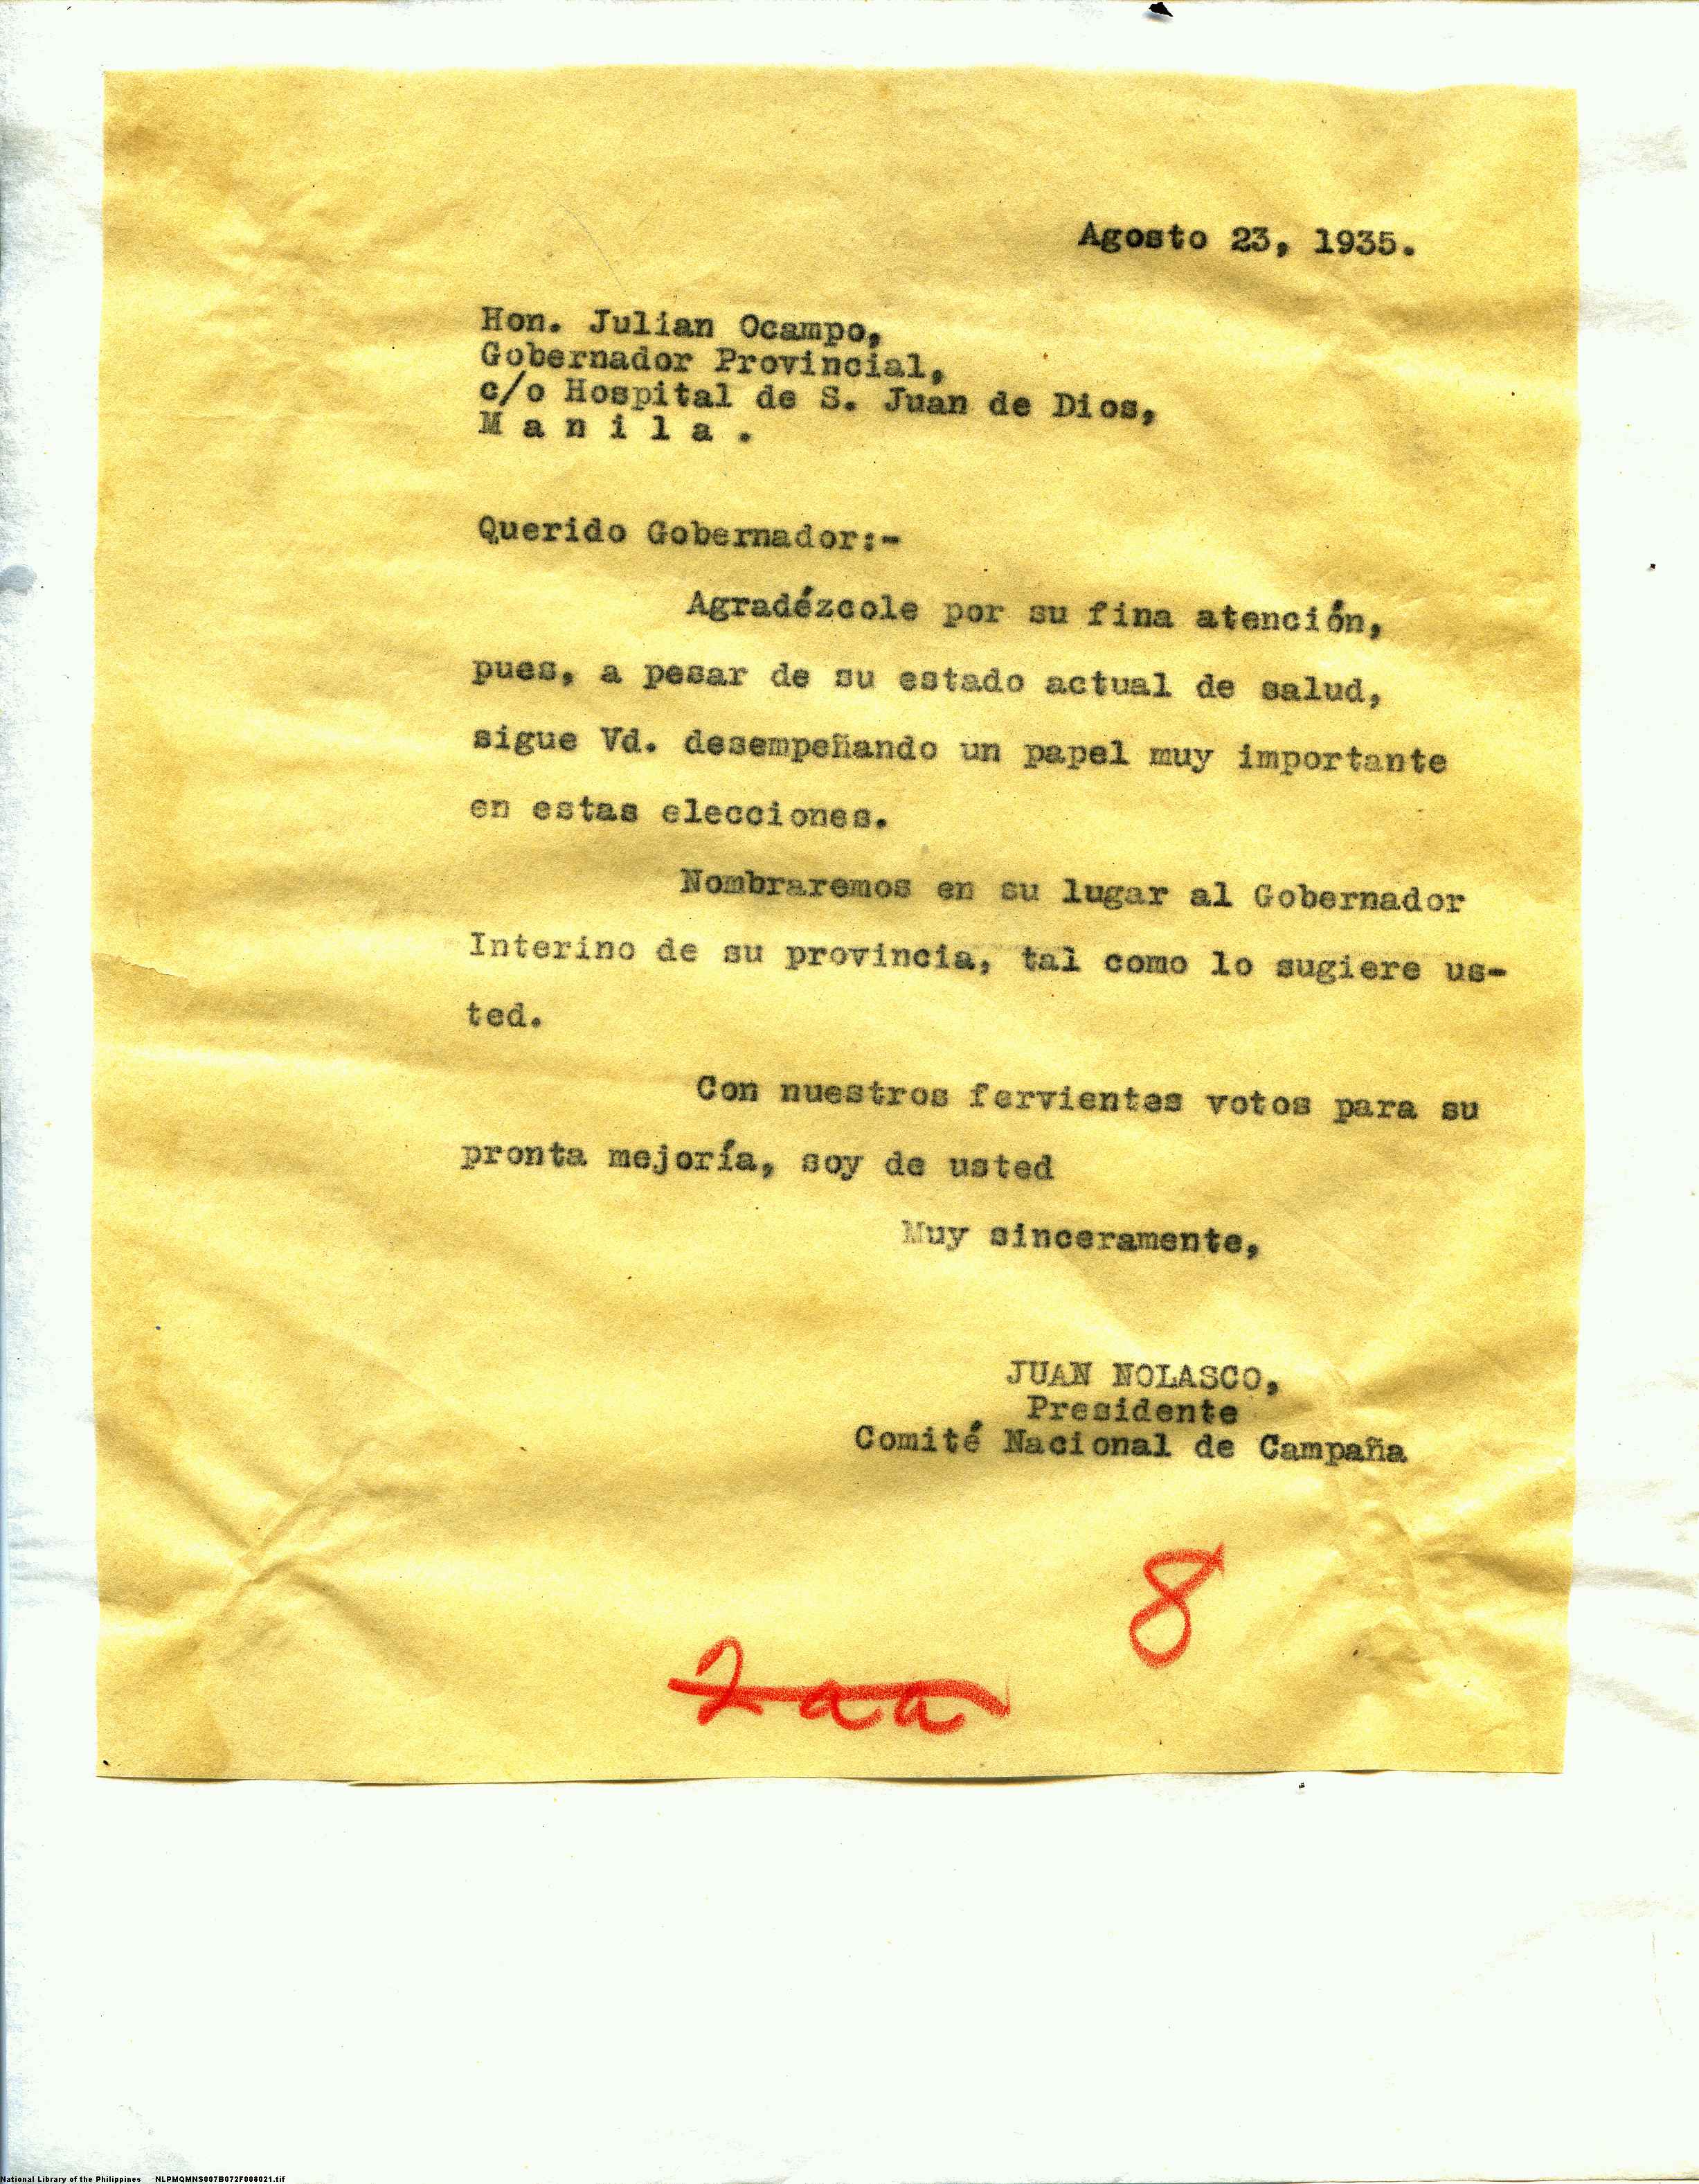 Agosto 23, 1935.
Hon. Julian Ocampo,
Gobernador Provincial,
c/o Hospital de S. Juan de Dios,
M a n i l a .
Querido Gobernador:-
Agradézcole por su fina atención,
pues, a pesar de su estado actual de salud,
sigue Vd. desempeñando un papel muy importante
en estas elecciones.
Nombraremos en su lugar al Gobernador
Interino de su provincia, tal como lo sugiere us-
ted.
Con nuestros fervientes votos para su
pronta mejoría, soy de usted
Muy sinceramente,
JUAN NOLASCO,
Presidente
Comité Nacional de Campaña
8
National Library of the Philippines NLPMQMNS007B072F008021.tif